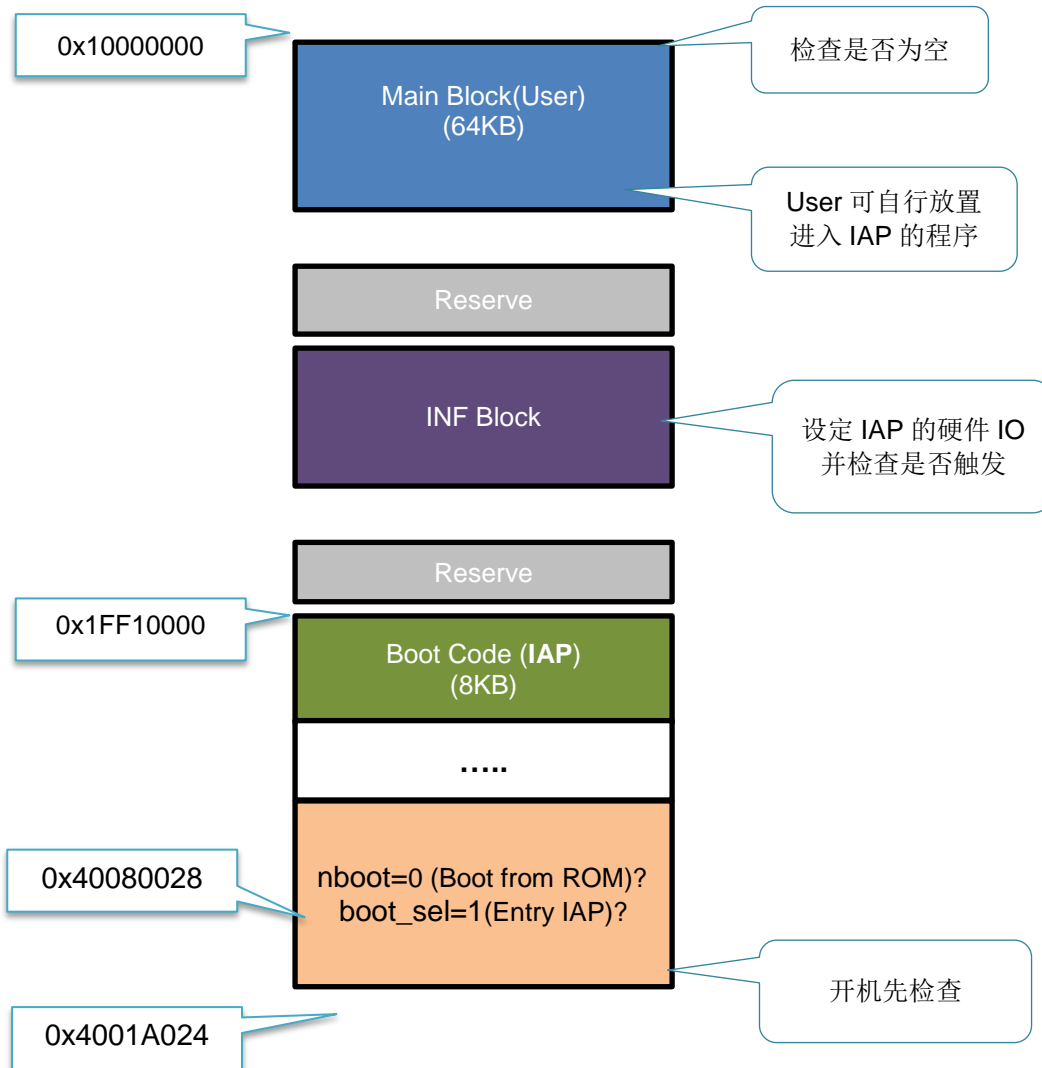 0x10000000
检查是否为空
Main Block(User)
(64KB)
User 可自行放置
进入 IAP 的程序
Reserve
INF Block
设定 IAP 的硬件 IO
并检查是否触发
Reserve
0x1FF10000
Boot Code (IAP)
(8KB)
.....
0x40080028
nboot=0 (Boot from ROM)?
boot_sel=1(Entry IAP)?
开机先检查
0x4001A024